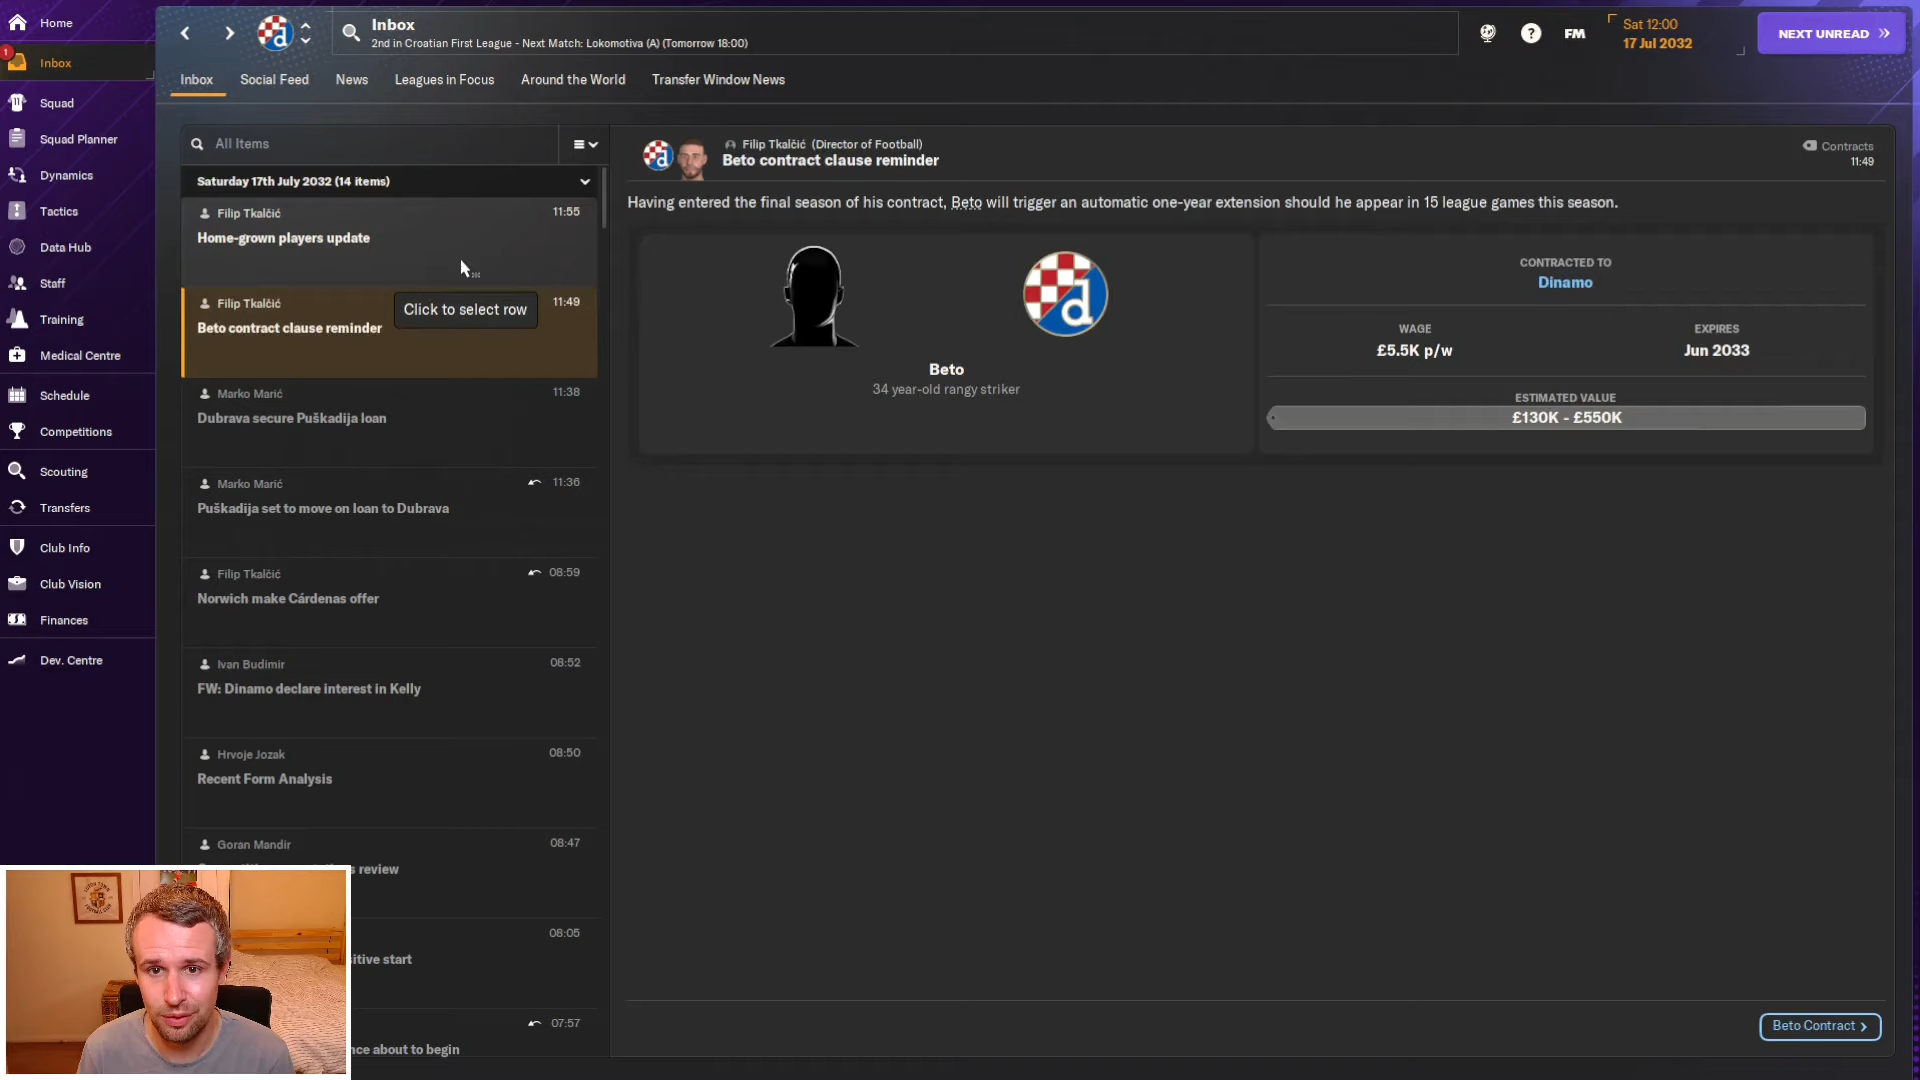 Home
1
Inbox
Squad
Squad Planner
Dynamics
Tactics
Data Hub
Staff
Training
Medical Centre
Schedule
Competitions
Scouting
Transfers
Club Info
Club Vision
Finances
Dev. Centre
Inbox
2nd in Croatian First League - Next Match: Lokomotiva (A) (Tomorrow 18:00)
FM
Sat 12:00
17 Jul 2032
NEXT UNREAD
Inbox
Social Feed
News
Leagues in Focus
Around the World
Transfer Window News
All Items
Saturday 17th July 2032 (14 items)
Filip Tkalčić 11:55
Home-grown players update
Filip Tkalčić 11:49
Beto contract clause reminder
Click to select row
Marko Marić 11:38
Dubrava secure Puškadija loan
Marko Marić 11:36
Puškadija set to move on loan to Dubrava
Filip Tkalčić 08:59
Norwich make Cárdenas offer
Ivan Budimir 08:52
FW: Dinamo declare interest in Kelly
Hrvoje Jozak 08:50
Recent Form Analysis
Goran Mandir 08:47
review
08:05
sitive start
07:57
nce about to begin
Filip Tkalčić (Director of Football)
Beto contract clause reminder
Contracts
11:49
Having entered the final season of his contract, Beto will trigger an automatic one-year extension should he appear in 15 league games this season.
Beto
34 year-old rangy striker
CONTRACTED TO
Dinamo
WAGE
£5.5K p/w
EXPIRES
Jun 2033
ESTIMATED VALUE
£130K - £550K
Beto Contract